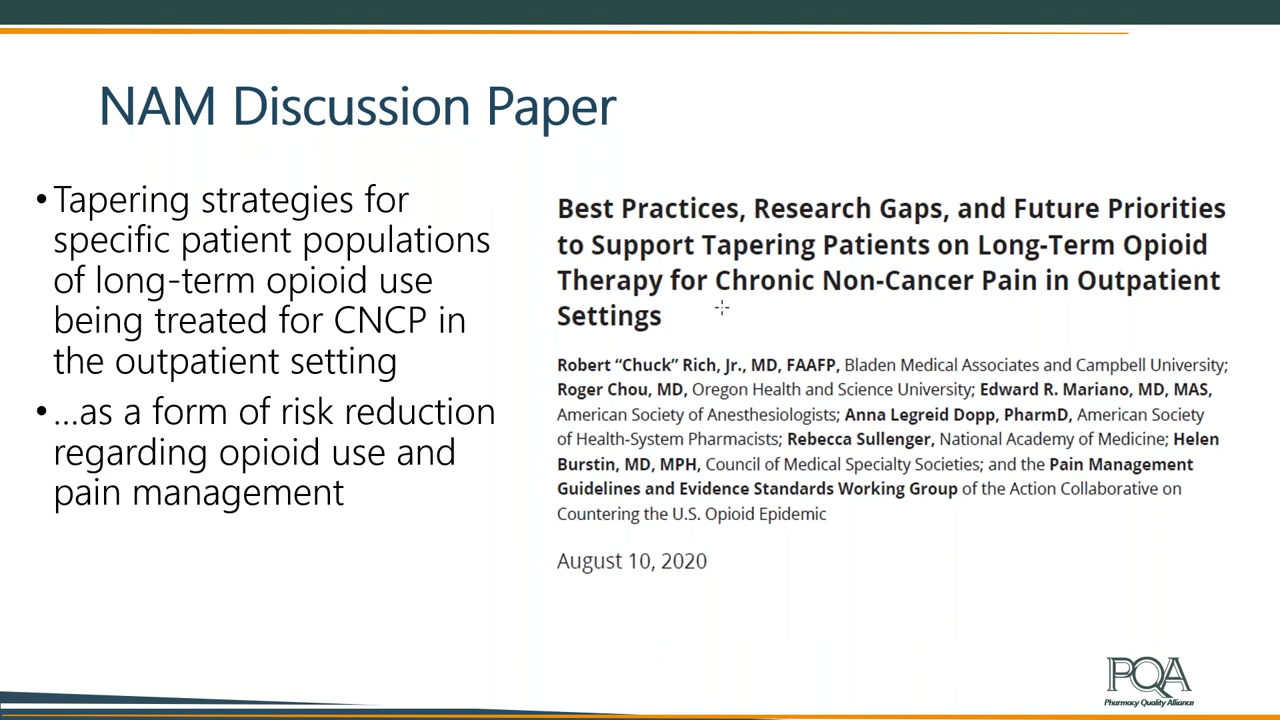 NAM Discussion Paper
•Tapering strategies for
specific patient populations
of long-term opioid use
being treated for CNCP in
the outpatient setting
•…as a form of risk reduction
regarding opioid use and
pain management
Best Practices, Research Gaps, and Future Priorities
to Support Tapering Patients on Long-Term Opioid
Therapy for Chronic Non-Cancer Pain in Outpatient
Settings
Robert “Chuck” Rich, Jr., MD, FAAFP, Bladen Medical Associates and Campbell University;
Roger Chou, MD, Oregon Health and Science University; Edward R. Mariano, MD, MAS,
American Society of Anesthesiologists; Anna Legreid Dopp, PharmD, American Society
of Health-System Pharmacists; Rebecca Sullenger, National Academy of Medicine; Helen
Burstin, MD, MPH, Council of Medical Specialty Societies; and the Pain Management
Guidelines and Evidence Standards Working Group of the Action Collaborative on
Countering the U.S. Opioid Epidemic
August 10, 2020
PQA
Pharmacy Quality Alliance